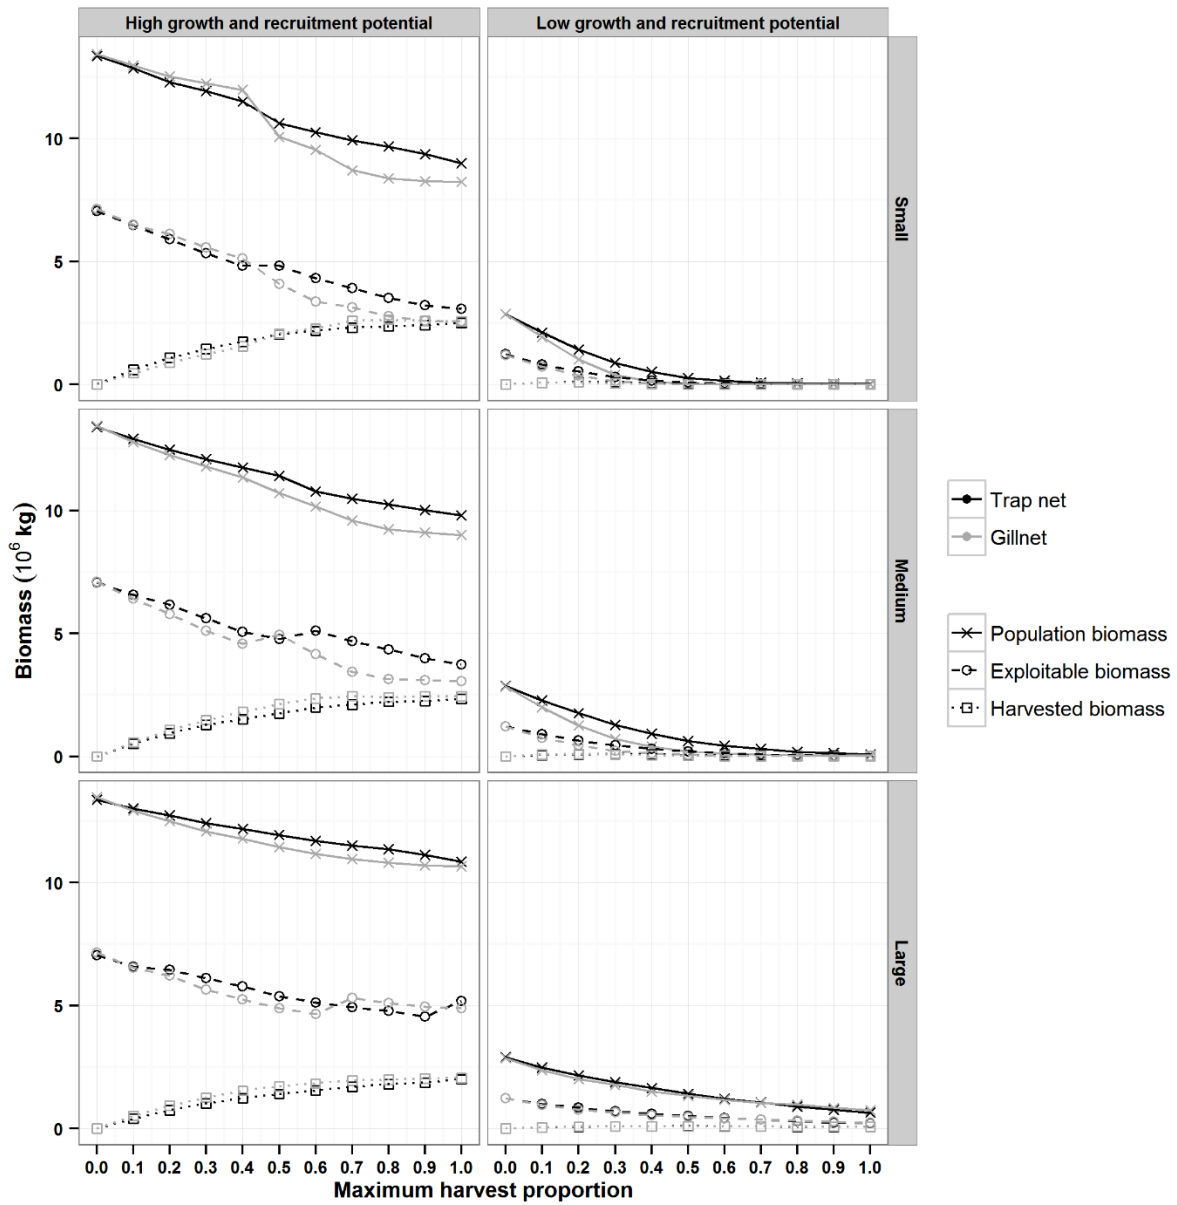 High growth and recruitment potential
Low growth and recruitment potential
10
5
0
Small
10
5
0
Medium
10
5
0
Large
Biomass (10⁶ kg)
0.0 0.1 0.2 0.3 0.4 0.5 0.6 0.7 0.8 0.9 1.0
0.0 0.1 0.2 0.3 0.4 0.5 0.6 0.7 0.8 0.9 1.0
Maximum harvest proportion
Trap net
Gillnet
Population biomass
Exploitable biomass
Harvested biomass